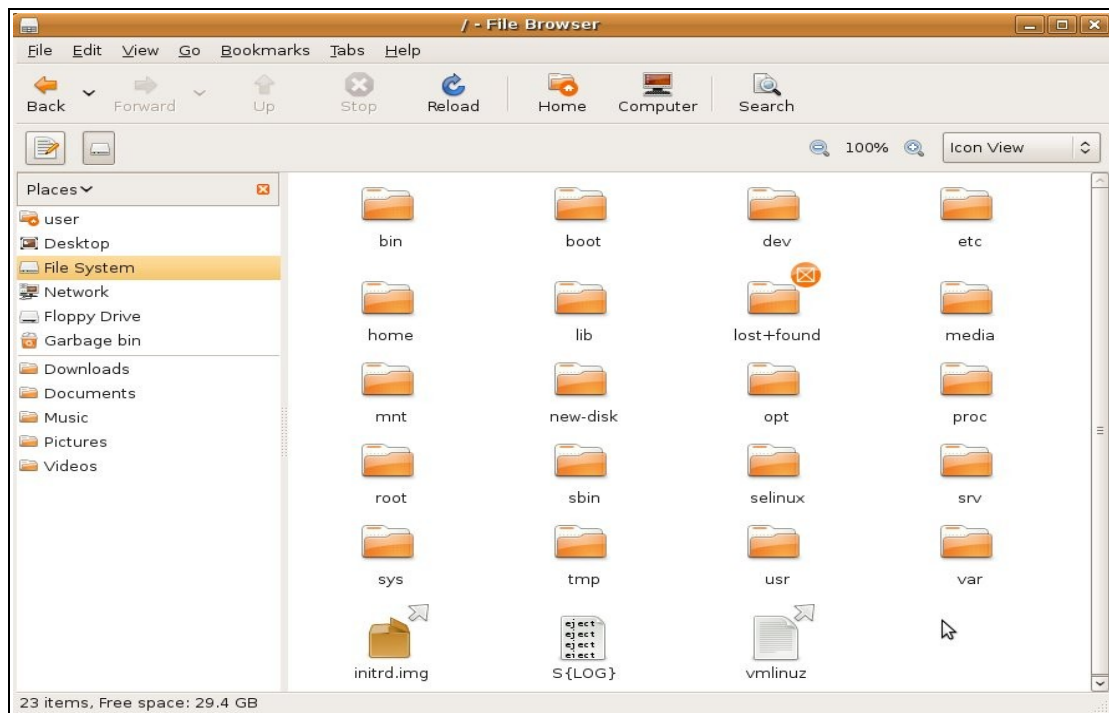 / - File Browser
File Edit View Go Bookmarks Tabs Help
Back Forward Up Stop Reload Home Computer Search
100% Icon View
Places
user
Desktop
File System
Network
Floppy Drive
Garbage bin
Downloads
Documents
Music
Pictures
Videos
bin boot dev etc
home lib lost+found media
mnt new-disk opt proc
root sbin selinux srv
sys tmp usr var
eject
eject
eject
eject
initrd.img S{LOG} vmlinuz
23 items, Free space: 29.4 GB